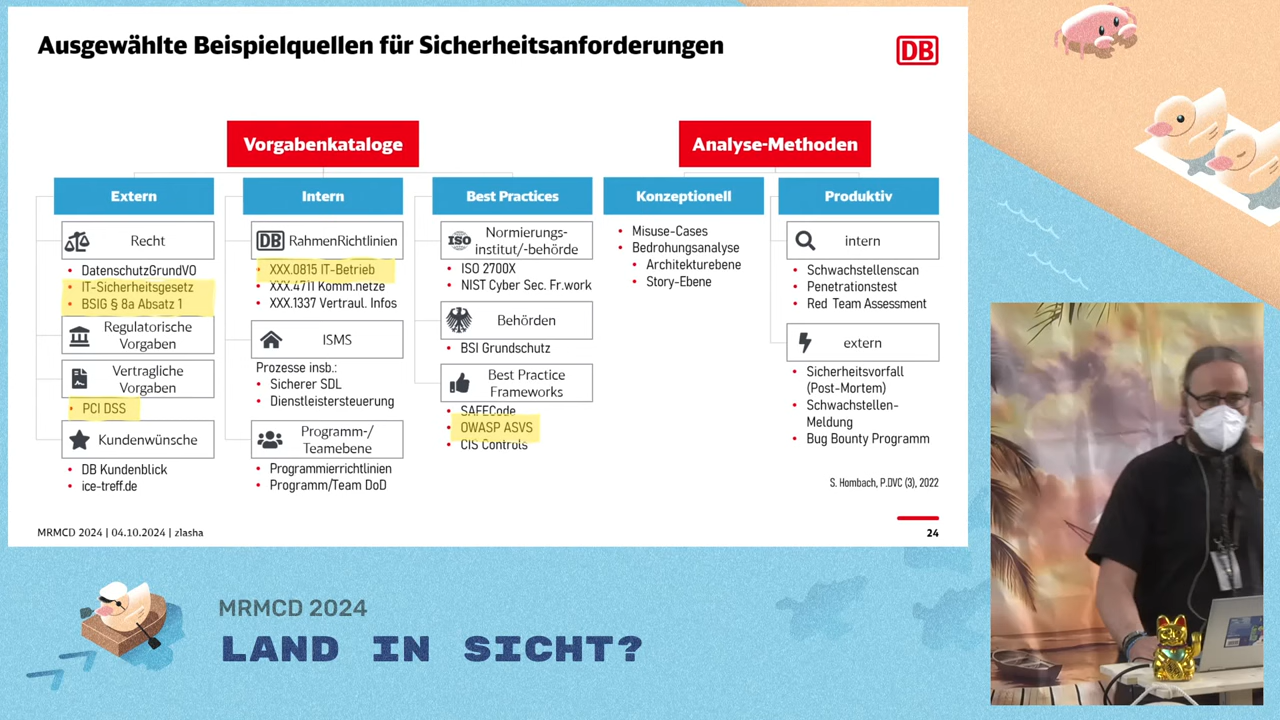 Ausgewählte Beispielquellen für Sicherheitsanforderungen
DB
Vorgabenkataloge
Analyse-Methoden
Extern
Recht
DatenschutzGrundVO
IT-Sicherheitsgesetz
BSIG § 8a Absatz 1
Regulatorische
Vorgaben
Vertragliche
Vorgaben
PCI DSS
Kundenwünsche
DB Kundenblick
ice-treff.de
Intern
DB
RahmenRichtlinien
XXX.0815 IT-Betrieb
XXX.4711 Komm.netze
XXX.1337 Vertraul. Infos
ISMS
Prozesse insb.:
Sicherer SDL
Dienstleistersteuerung
Programm-/
Teamebene
Programmierrichtlinien
Programm/Team DoD
Best Practices
ISO
Normierungs-
institut/-behörde
ISO 2700X
NIST Cyber Sec. Fr.work
Behörden
BSI Grundschutz
Best Practice
Frameworks
SAFECode
OWASP ASVS
CIS Controls
Konzeptionell
Misuse-Cases
Bedrohungsanalyse
Architekturebene
Story-Ebene
Produktiv
intern
Schwachstellenscan
Penetrationstest
Red Team Assessment
extern
Sicherheitsvorfall
(Post-Mortem)
Schwachstellen-
Meldung
Bug Bounty Programm
S. Hombach, P.DVC (3), 2022
MRMCD 2024 | 04.10.2024 | zlasha
24
MRMCD 2024
LAND IN SICHT?